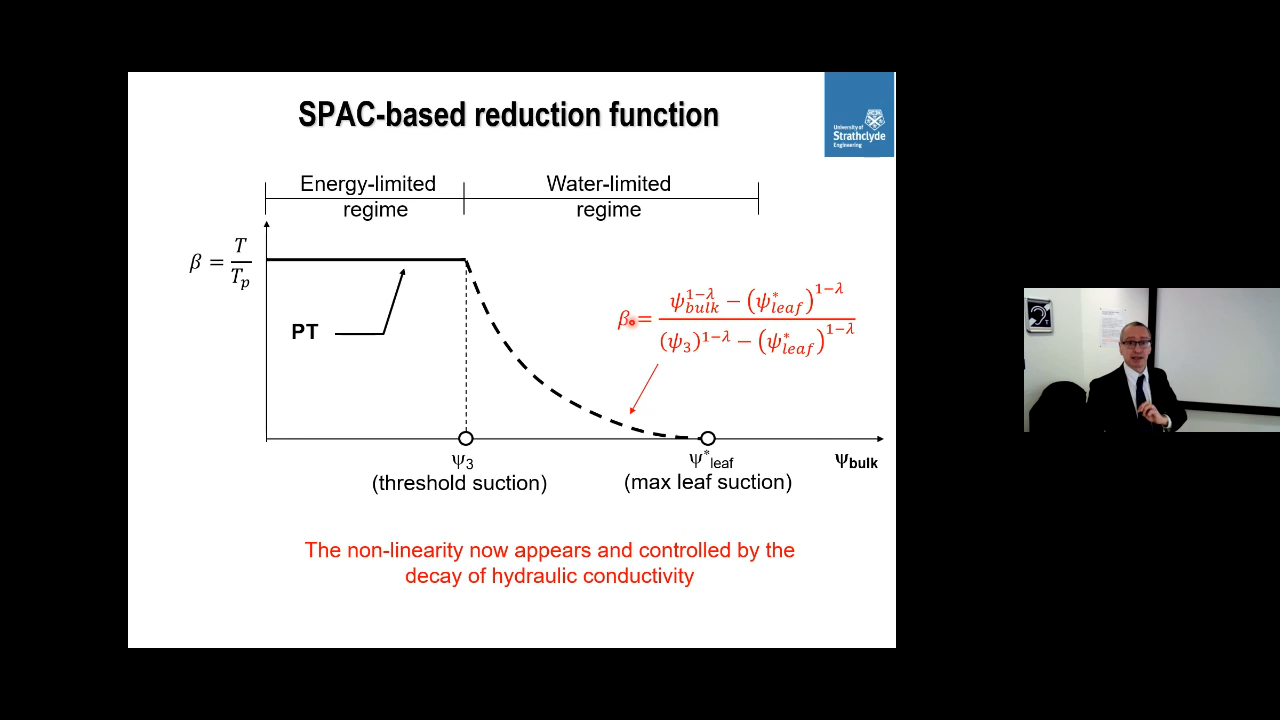 SPAC-based reduction function
University of
Strathclyde
Engineering
Energy-limited
regime
Water-limited
regime
β = T/T_p
PT
β = (ψ_bulk^{1−λ} − (ψ*_leaf)^{1−λ}) / ((ψ_3)^{1−λ} − (ψ*_leaf)^{1−λ})
ψ_3
(threshold suction)
ψ*_leaf
(max leaf suction)
ψ_bulk
The non-linearity now appears and controlled by the
decay of hydraulic conductivity
T